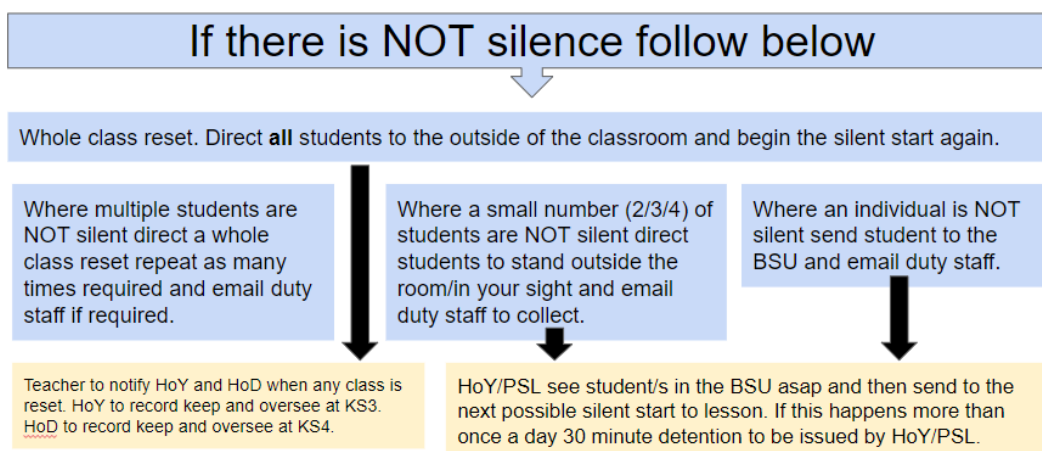 If there is NOT silence follow below
Whole class reset. Direct all students to the outside of the classroom and begin the silent start again.
Where multiple students are
NOT silent direct a whole
class reset repeat as many
times required and email duty
staff if required.
Where a small number (2/3/4) of
students are NOT silent direct
students to stand outside the
room/in your sight and email
duty staff to collect.
Where an individual is NOT
silent send student to the
BSU and email duty staff.
Teacher to notify HoY and HoD when any class is
reset. HoY to record keep and oversee at KS3.
HoD to record keep and oversee at KS4.
HoY/PSL see student/s in the BSU asap and then send to the
next possible silent start to lesson. If this happens more than
once a day 30 minute detention to be issued by HoY/PSL.